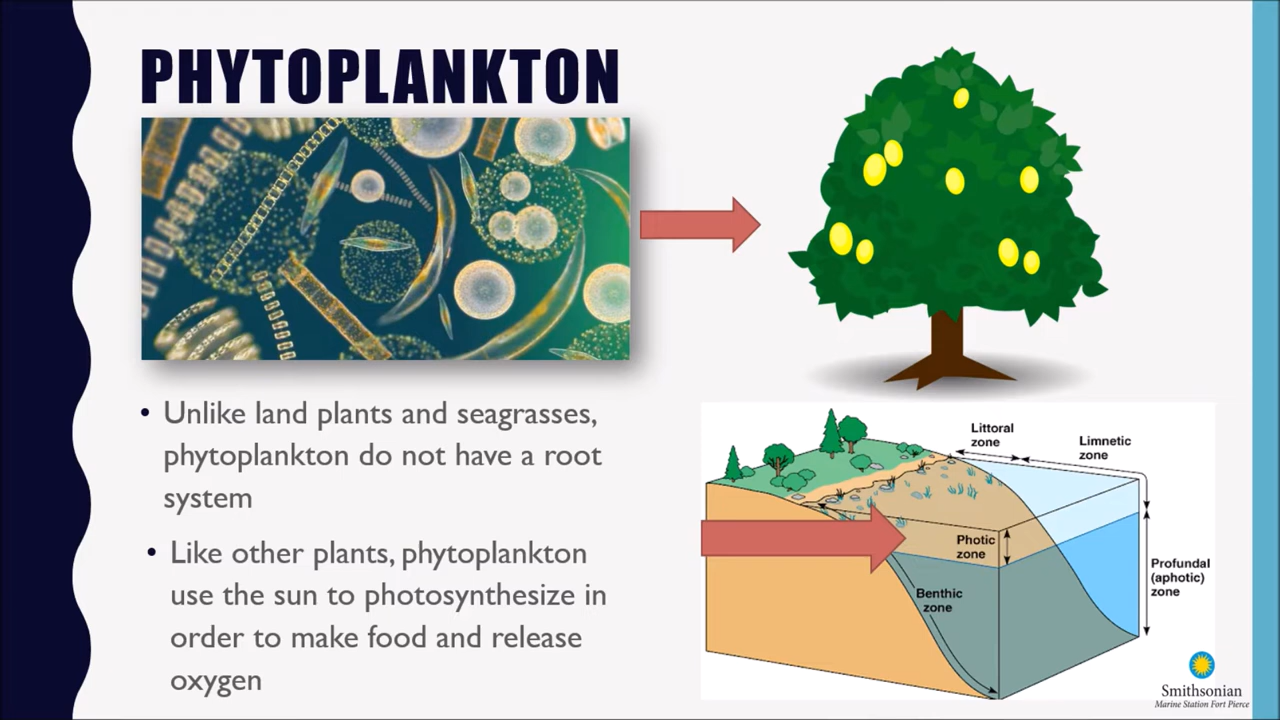 PHYTOPLANKTON
• Unlike land plants and seagrasses,
phytoplankton do not have a root
system
• Like other plants, phytoplankton
use the sun to photosynthesize in
order to make food and release
oxygen
Littoral
zone
Limnetic
zone
Photic
zone
Profundal
(aphotic)
zone
Benthic
zone
Smithsonian
Marine Station Fort Pierce